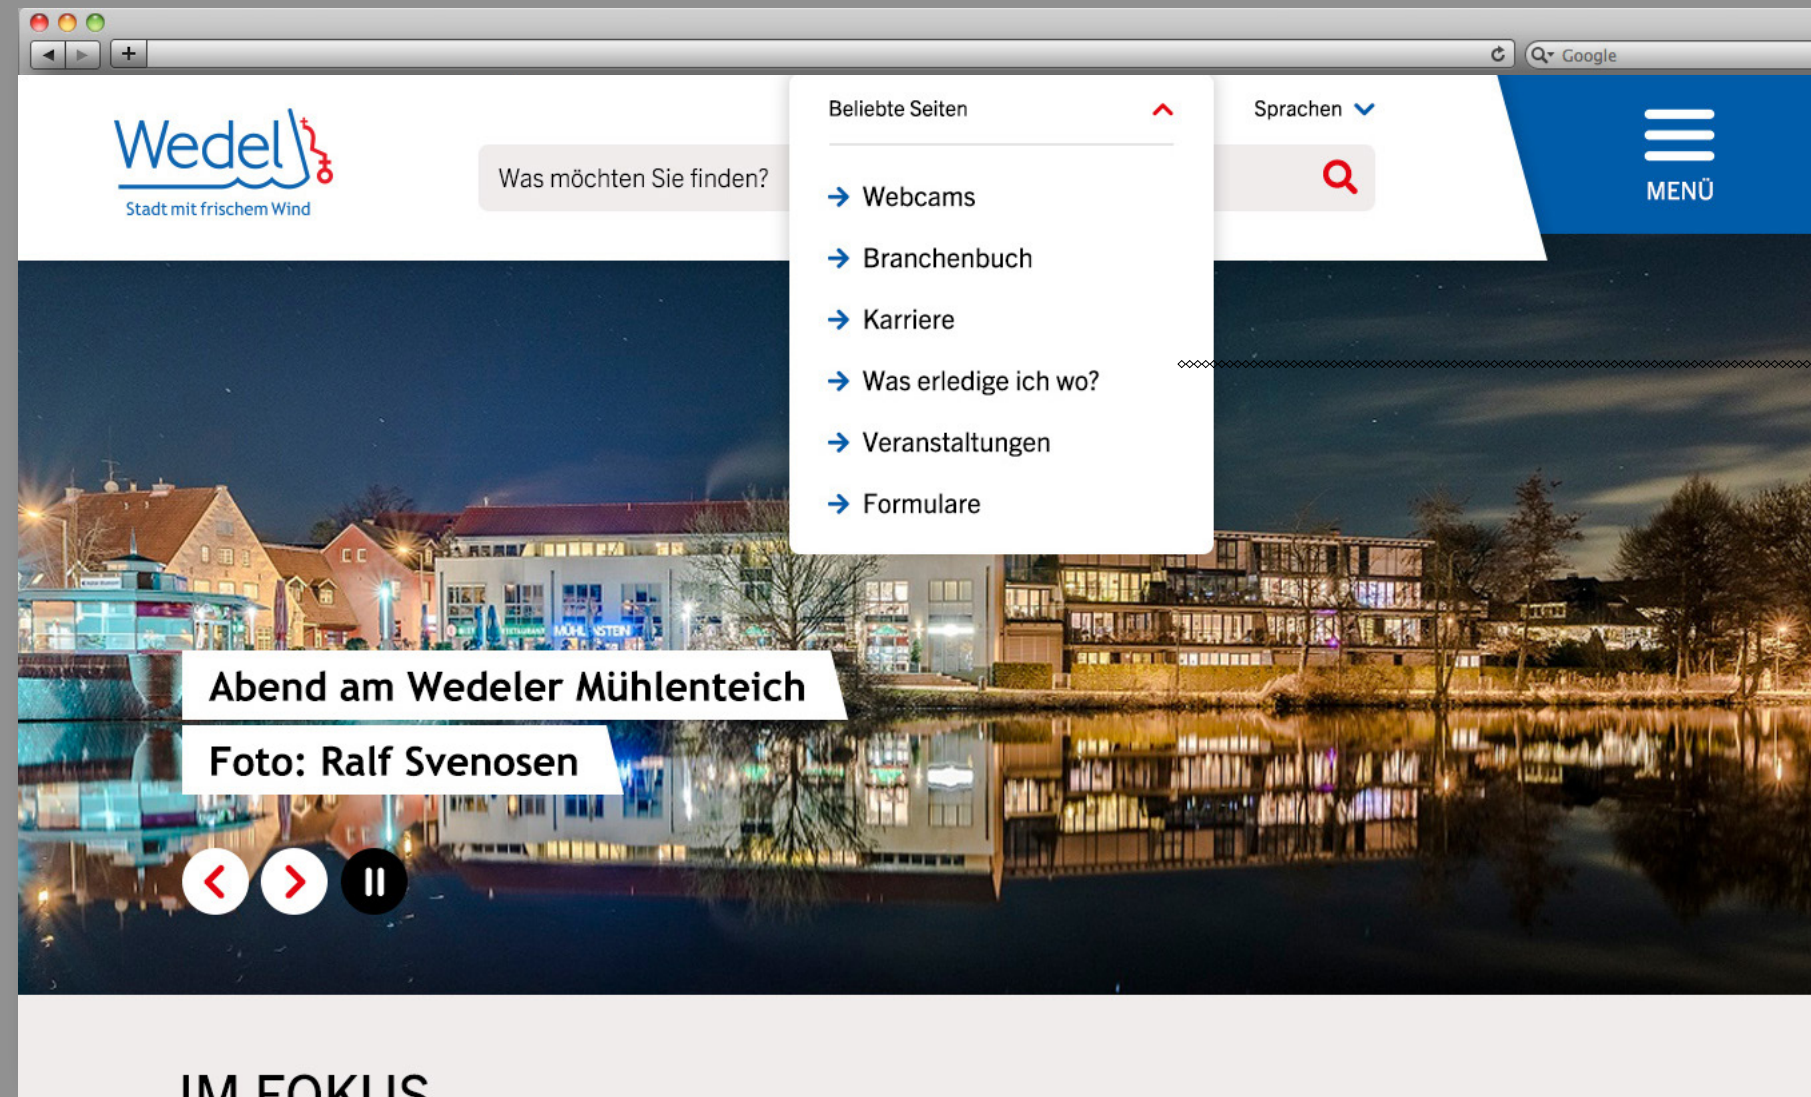 Google
Beliebte Seiten
Sprachen
Wedel
Stadt mit frischem Wind
Was möchten Sie finden?
MENÜ
Webcams
Branchenbuch
Karriere
Was erledige ich wo?
Veranstaltungen
Formulare
MÜHLENSTEIN
Abend am Wedeler Mühlenteich
Foto: Ralf Svenosen
IM FOKUS